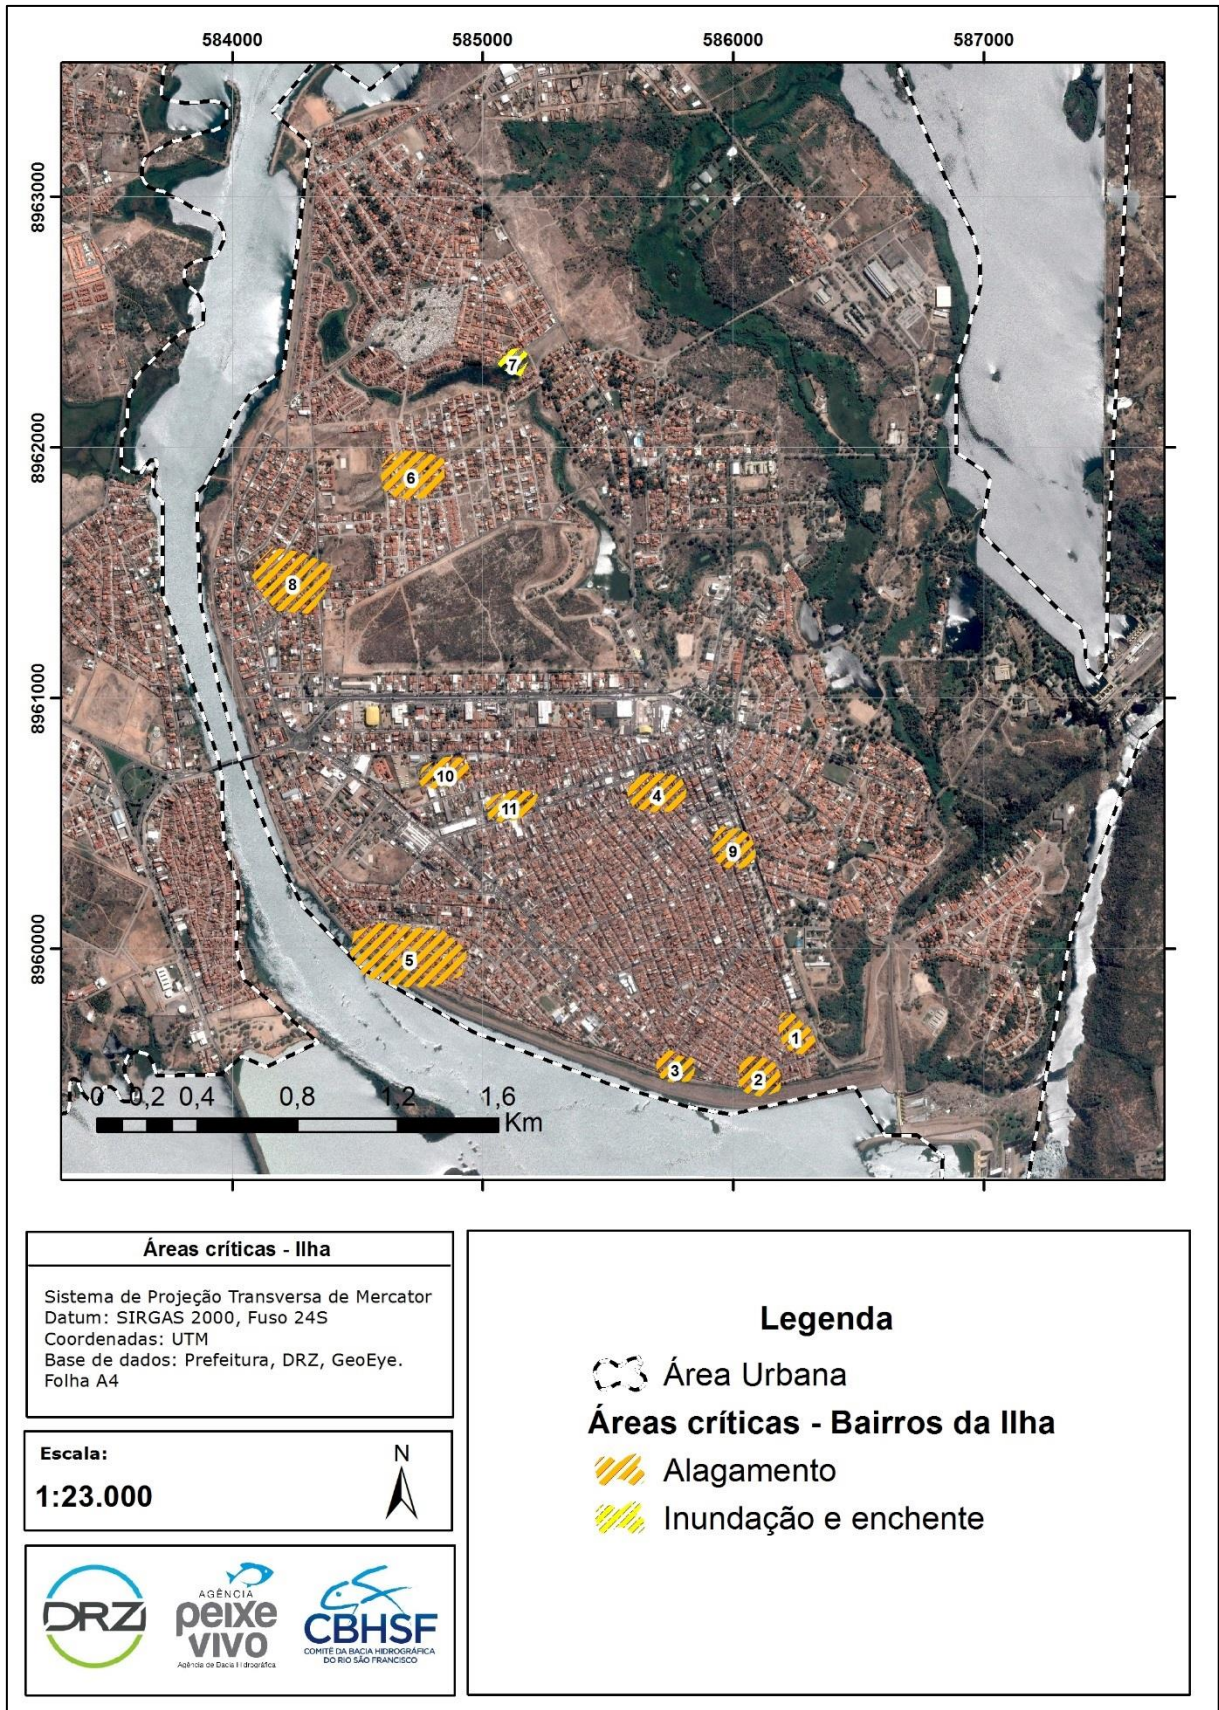 584000
585000
586000
587000
8963000
8962000
8961000
8960000
7
6
8
10
11
4
9
5
1
3
2
0 0,2 0,4 0,8 1,2 1,6
Km
Áreas críticas - Ilha
Sistema de Projeção Transversa de Mercator
Datum: SIRGAS 2000, Fuso 24S
Coordenadas: UTM
Base de dados: Prefeitura, DRZ, GeoEye.
Folha A4
Escala:
1:23.000
N
DRZ
AGÊNCIA
peixe
vivo
Agência de Bacia Hidrográfica
CBHSF
COMITÊ DA BACIA HIDROGRÁFICA
DO RIO SÃO FRANCISCO
Legenda
Área Urbana
Áreas críticas - Bairros da Ilha
Alagamento
Inundação e enchente